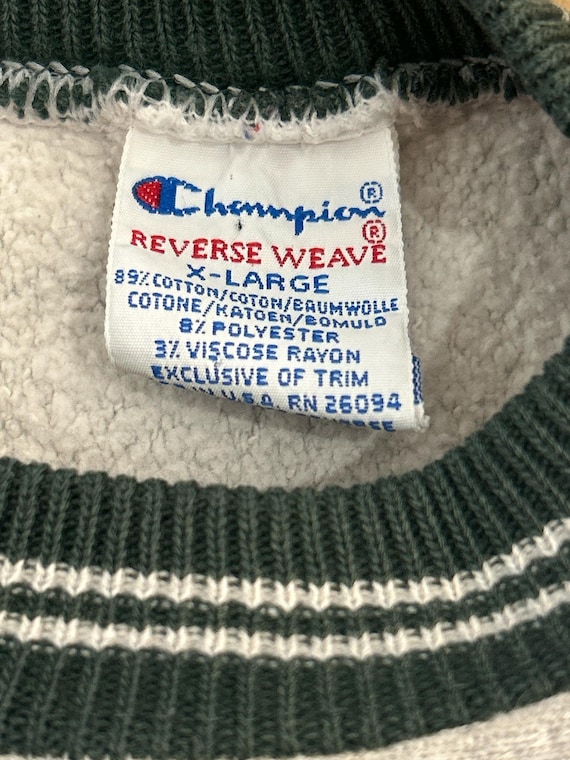 Champion®
REVERSE WEAVE®
X-LARGE
89% COTTON/COTON/BAUMWOLLE
COTONE/KATOEN/BOMULD
8% POLYESTER
3% VISCOSE RAYON
EXCLUSIVE OF TRIM
IN U.S.A. RN 26094